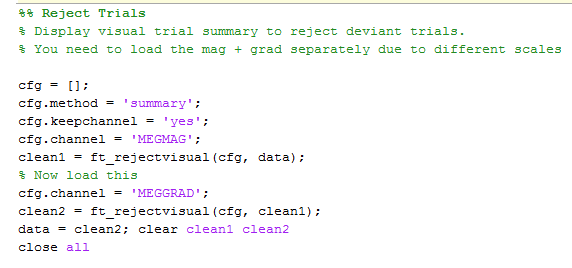 %% Reject Trials
% Display visual trial summary to reject deviant trials.
% You need to load the mag + grad separately due to different scales
cfg = [];
cfg.method = 'summary';
cfg.keepchannel = 'yes';
cfg.channel = 'MEGMAG';
clean1 = ft_rejectvisual(cfg, data);
% Now load this
cfg.channel = 'MEGGRAD';
clean2 = ft_rejectvisual(cfg, clean1);
data = clean2; clear clean1 clean2
close all